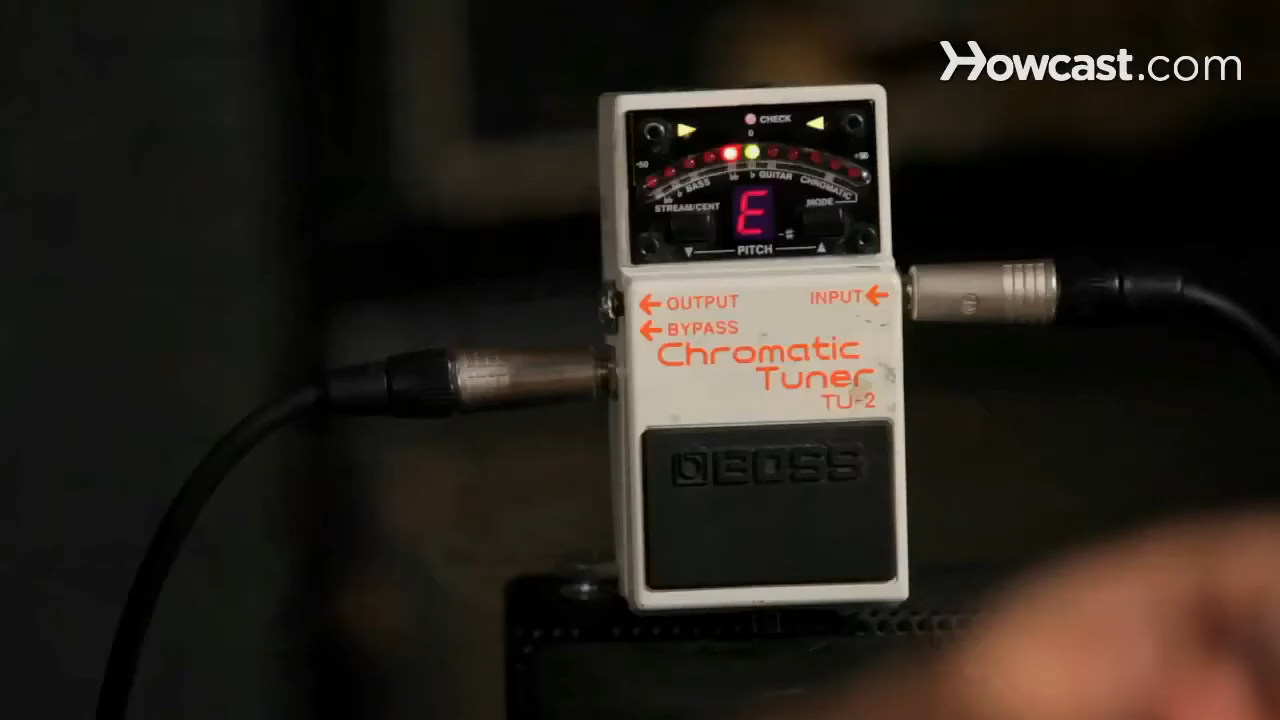 Howcast.com
CHECK
0
-50 +50
♭♭ ♭ BASS ♭♭ ♭ GUITAR CHROMATIC
STREAM/CENT MODE
E
-#
▼ PITCH ▲
← OUTPUT INPUT ←
← BYPASS
Chromatic
Tuner
TU-2
BOSS